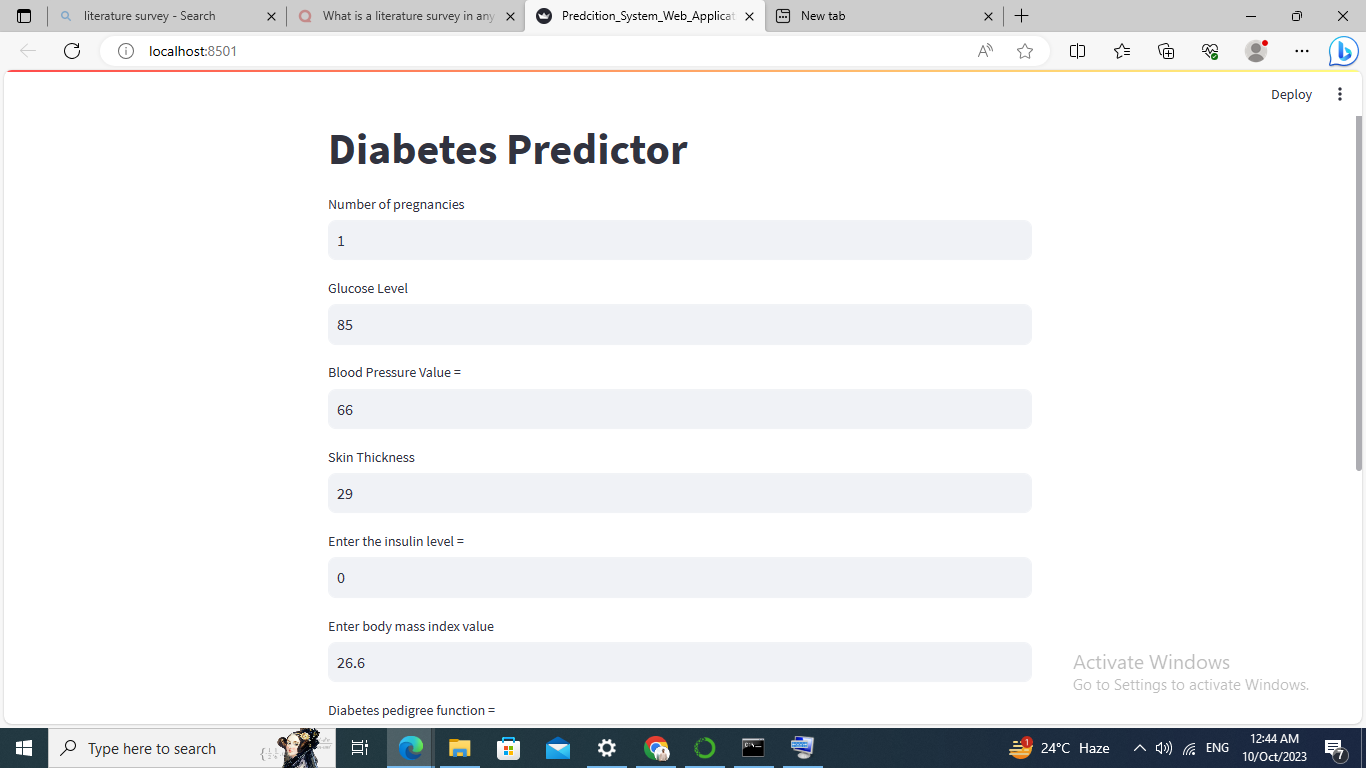 literature survey - Search
What is a literature survey in any
Predcition_System_Web_Applicat
New tab
localhost:8501
Deploy
Diabetes Predictor
Number of pregnancies
1
Glucose Level
85
Blood Pressure Value =
66
Skin Thickness
29
Enter the insulin level =
0
Enter body mass index value
26.6
Diabetes pedigree function =
Activate Windows
Go to Settings to activate Windows.
Type here to search
1
24°C Haze
ENG
12:44 AM
10/Oct/2023
7